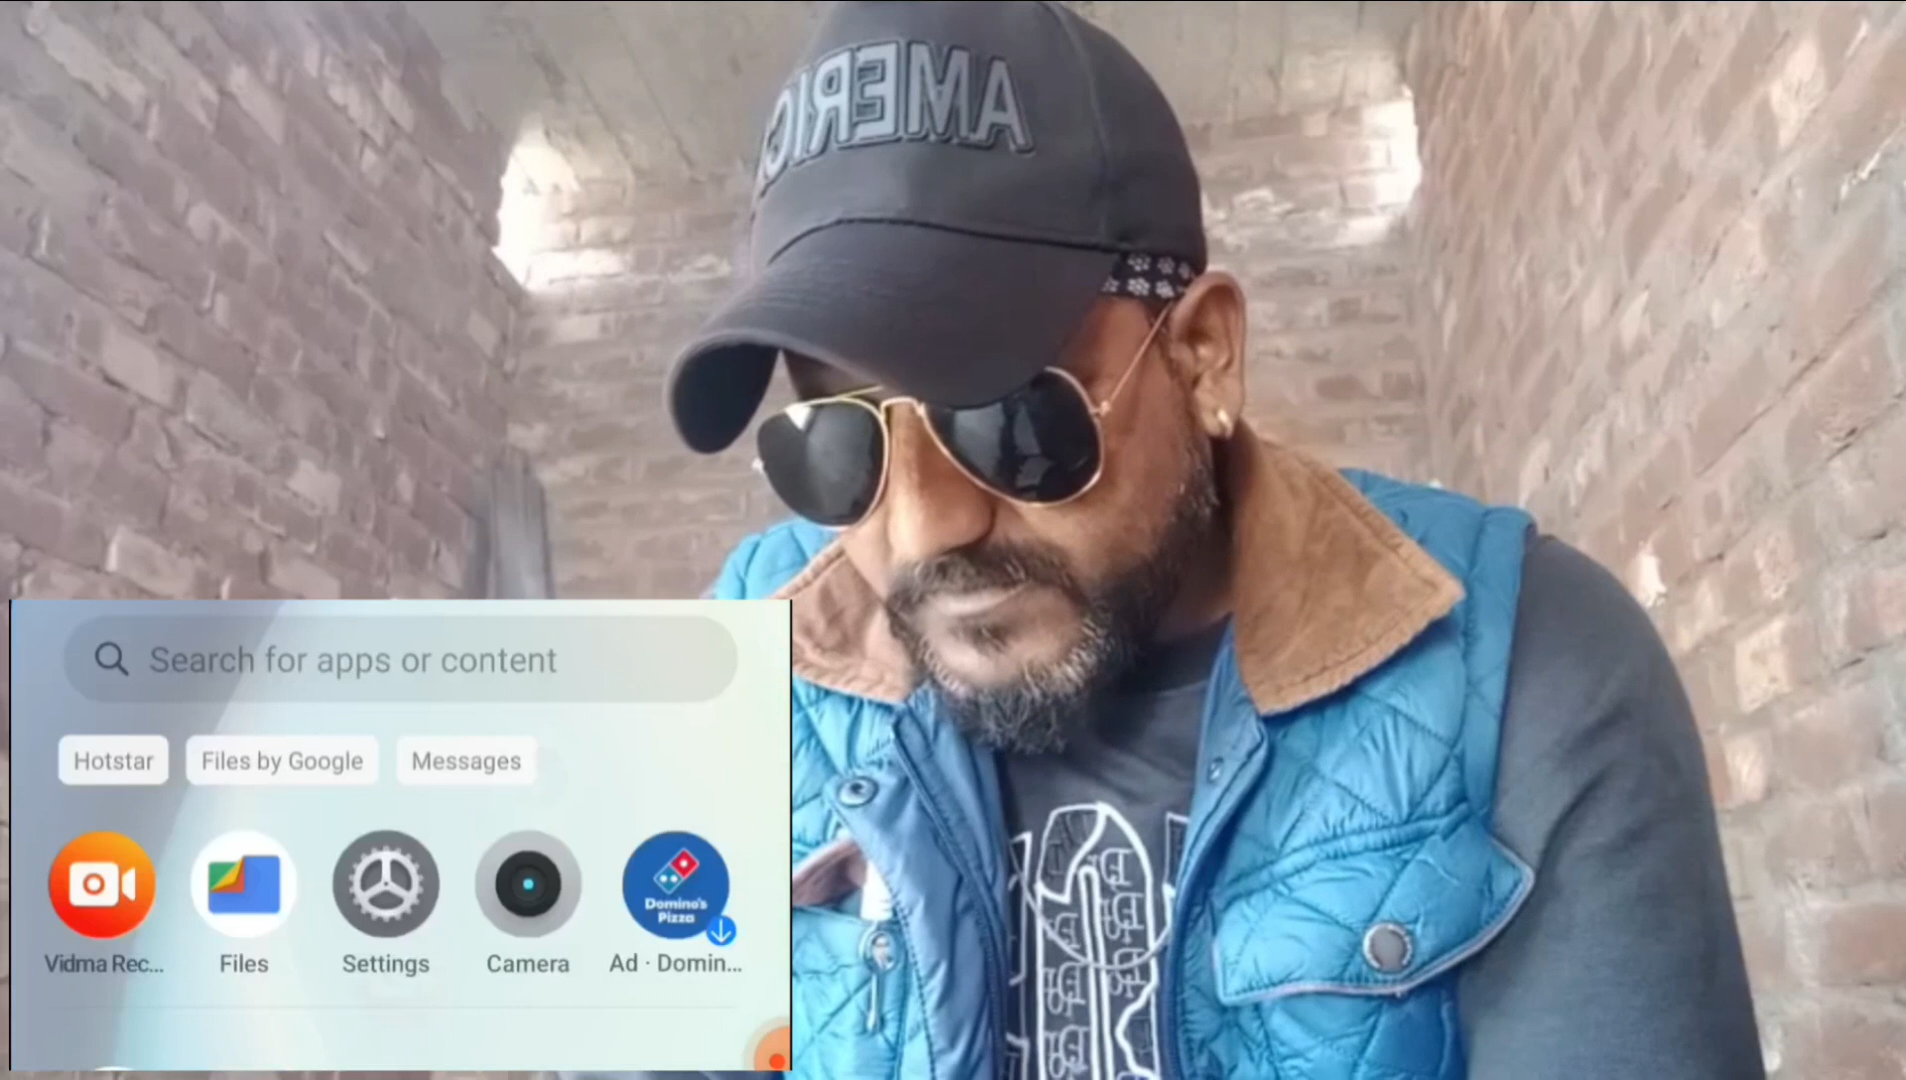 AMERIC
Search for apps or content
Hotstar
Files by Google
Messages
Domino's
Pizza
Vidma Rec...
Files
Settings
Camera
Ad · Domin...